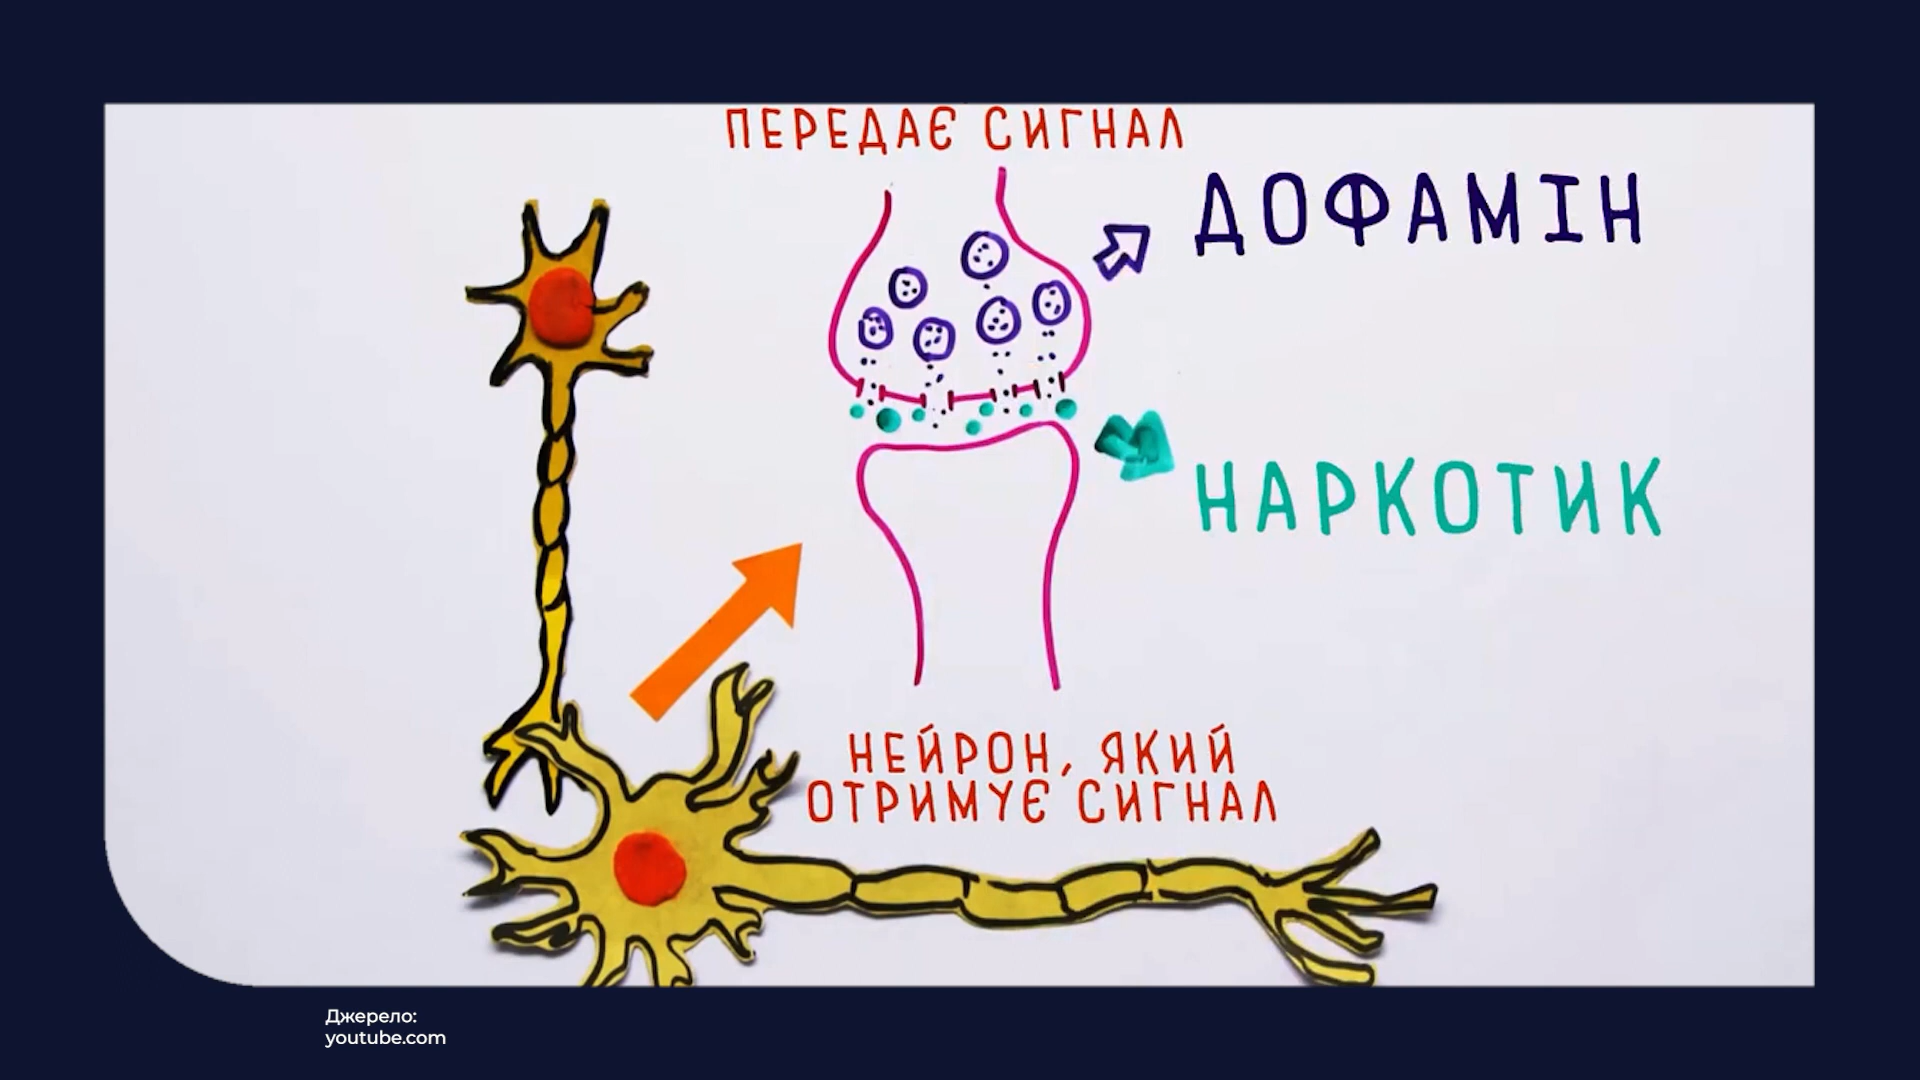 ПЕРЕДАЄ СИГНАЛ
ДОФАМІН
НАРКОТИК
НЕЙРОН, ЯКИЙ
ОТРИМУЄ СИГНАЛ
Джерело:
youtube.com